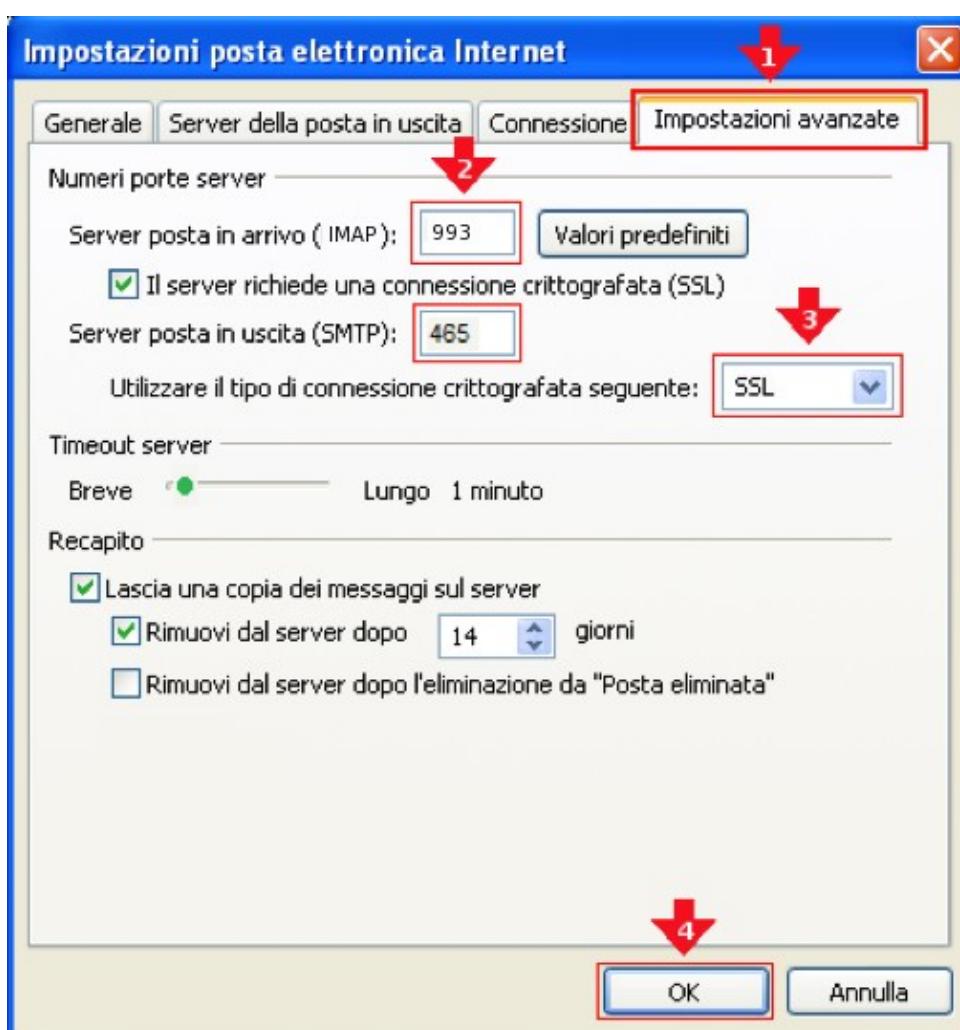 Impostazioni posta elettronica Internet
1
Generale Server della posta in uscita Connessione Impostazioni avanzate
2
Numeri porte server
Server posta in arrivo ( IMAP): 993 Valori predefiniti
Il server richiede una connessione crittografata (SSL)
3
Server posta in uscita (SMTP): 465
Utilizzare il tipo di connessione crittografata seguente: SSL
Timeout server
Breve Lungo 1 minuto
Recapito
Lascia una copia dei messaggi sul server
Rimuovi dal server dopo 14 giorni
Rimuovi dal server dopo l'eliminazione da "Posta eliminata"
4
OK Annulla